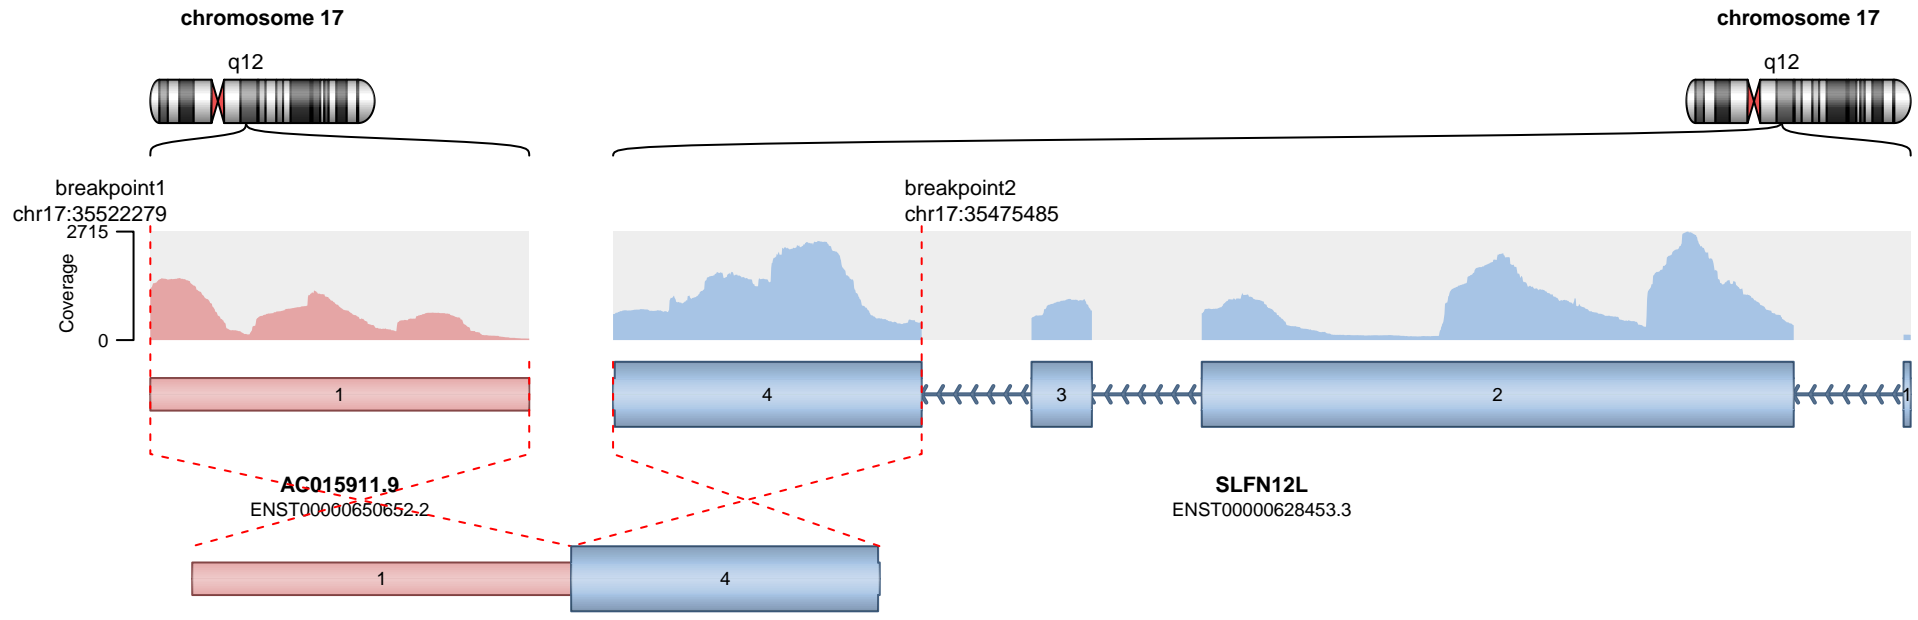 chromosome 17
chromosome 17
q12
q12
breakpoint1
chr17:35522279
breakpoint2
chr17:35475485
2715
Coverage
0
1
4
3
2
1
AC015911.9
ENST00000650652.2
SLFN12L
ENST00000628453.3
1
4